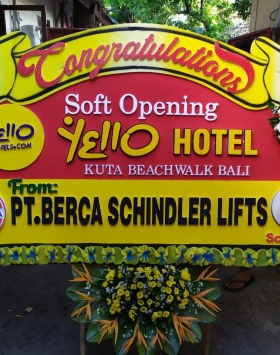 Congratulations
Soft Opening
YELLO HOTEL
KUTA BEACHWALK BALI
From:
PT.BERCA SCHINDLER LIFTS